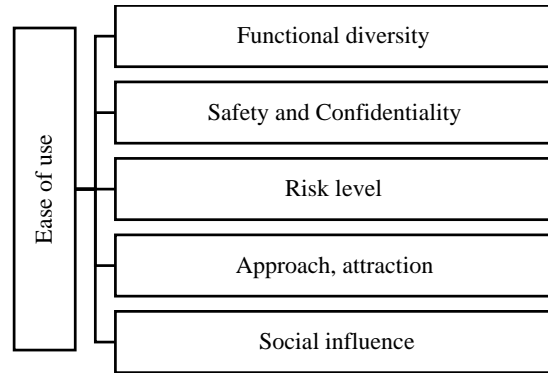 Ease of use
Functional diversity
Safety and Confidentiality
Risk level
Approach, attraction
Social influence